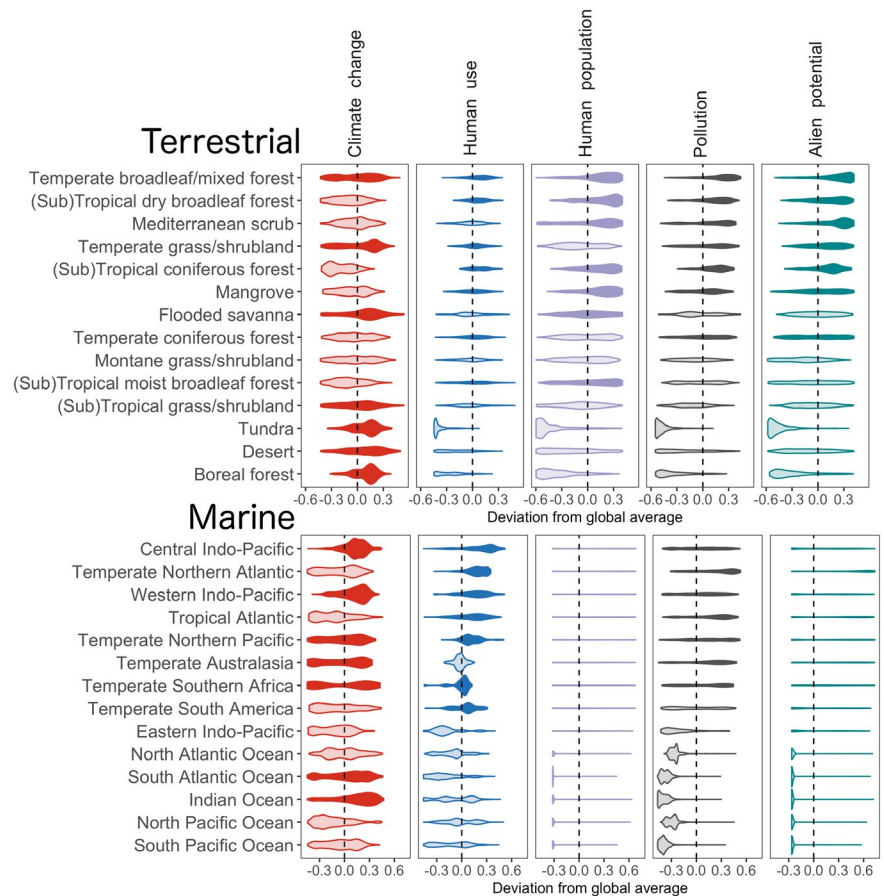 Climate change
Human use
Human population
Pollution
Alien potential
Terrestrial
Temperate broadleaf/mixed forest
(Sub)Tropical dry broadleaf forest
Mediterranean scrub
Temperate grass/shrubland
(Sub)Tropical coniferous forest
Mangrove
Flooded savanna
Temperate coniferous forest
Montane grass/shrubland
(Sub)Tropical moist broadleaf forest
(Sub)Tropical grass/shrubland
Tundra
Desert
Boreal forest
-0.6 -0.3 0.0 0.3 -0.6 -0.3 0.0 0.3 -0.6 -0.3 0.0 0.3 -0.6 -0.3 0.0 0.3 -0.6 -0.3 0.0 0.3
Deviation from global average
Marine
Central Indo-Pacific
Temperate Northern Atlantic
Western Indo-Pacific
Tropical Atlantic
Temperate Northern Pacific
Temperate Australasia
Temperate Southern Africa
Temperate South America
Eastern Indo-Pacific
North Atlantic Ocean
South Atlantic Ocean
Indian Ocean
North Pacific Ocean
South Pacific Ocean
-0.3 0.0 0.3 0.6 -0.3 0.0 0.3 0.6 -0.3 0.0 0.3 0.6 -0.3 0.0 0.3 0.6 -0.3 0.0 0.3 0.6
Deviation from global average